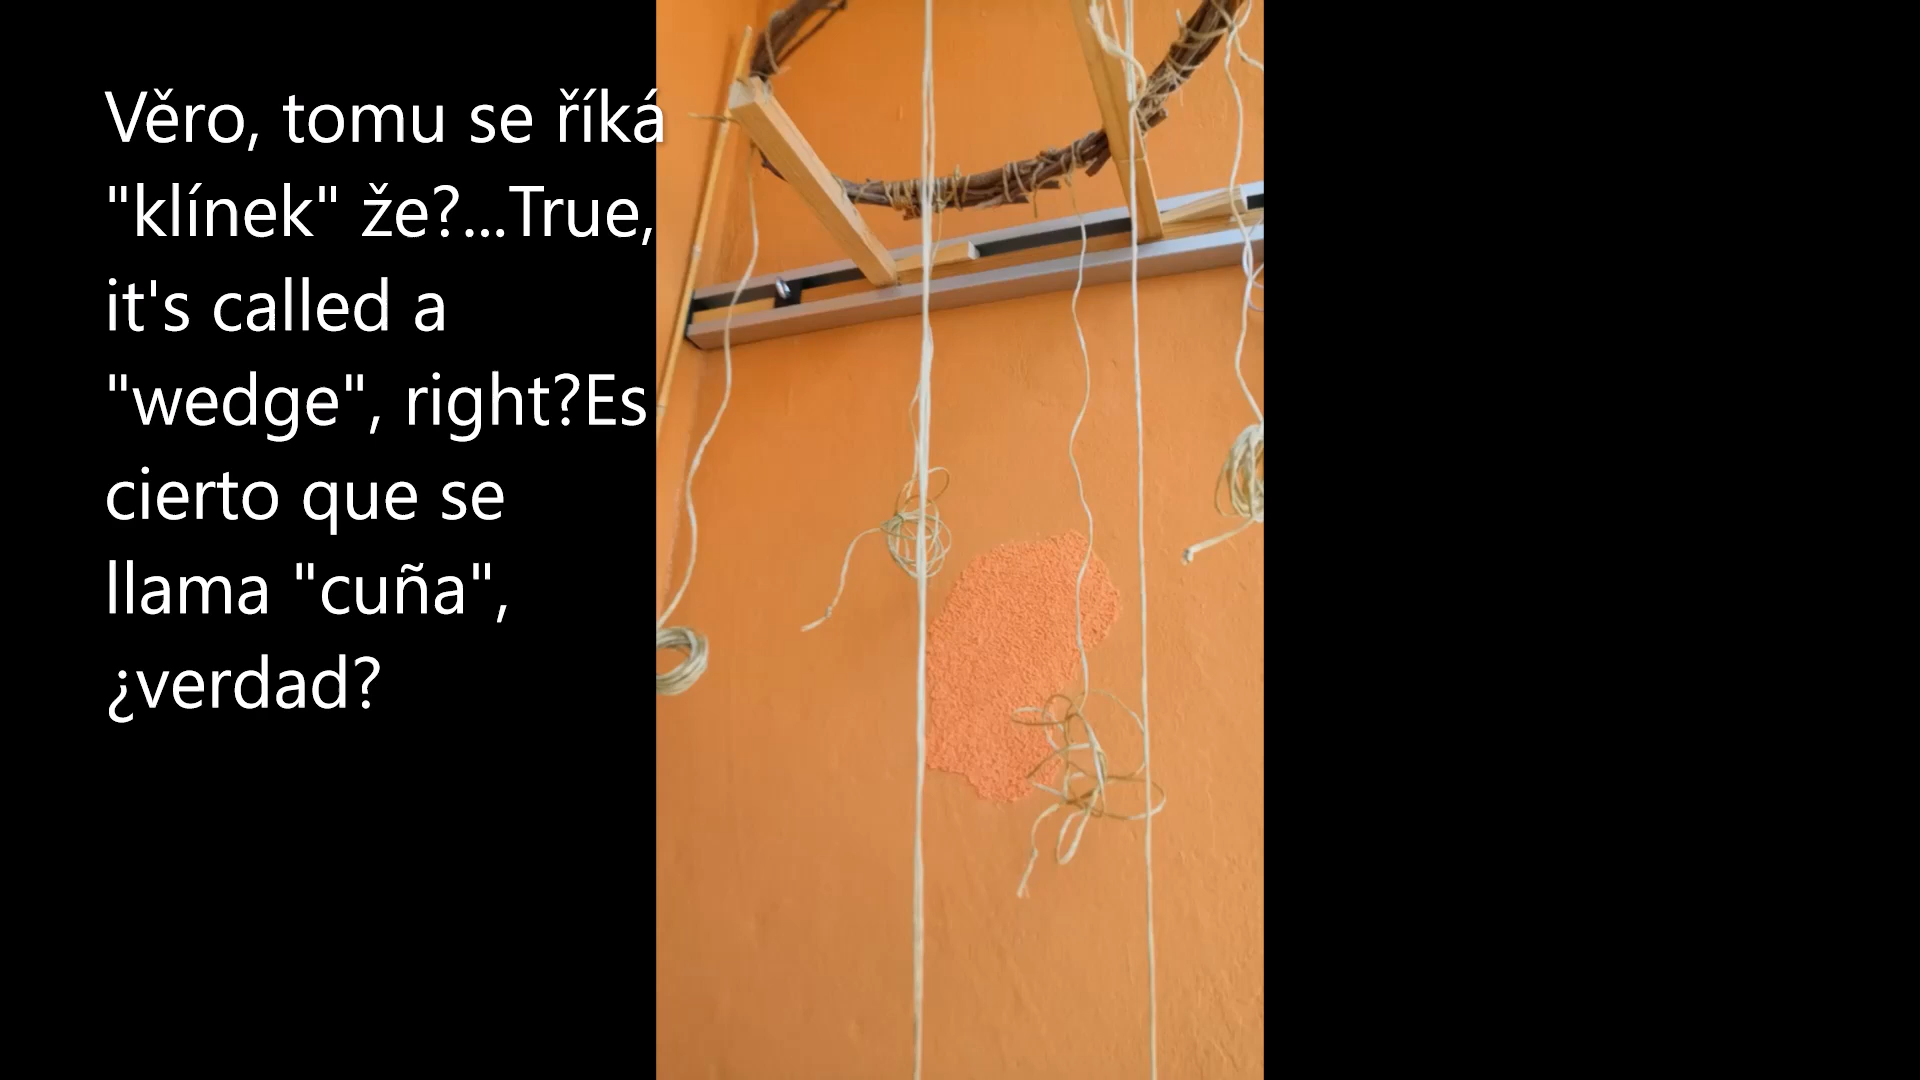 Věro, tomu se říká
"klínek" že?...True,
it's called a
"wedge", right?Es
cierto que se
llama "cuña",
¿verdad?